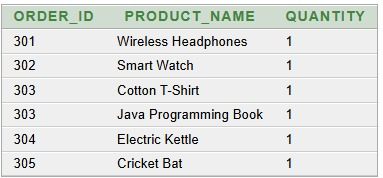 ORDER_ID PRODUCT_NAME QUANTITY
301 Wireless Headphones 1
302 Smart Watch 1
303 Cotton T-Shirt 1
303 Java Programming Book 1
304 Electric Kettle 1
305 Cricket Bat 1